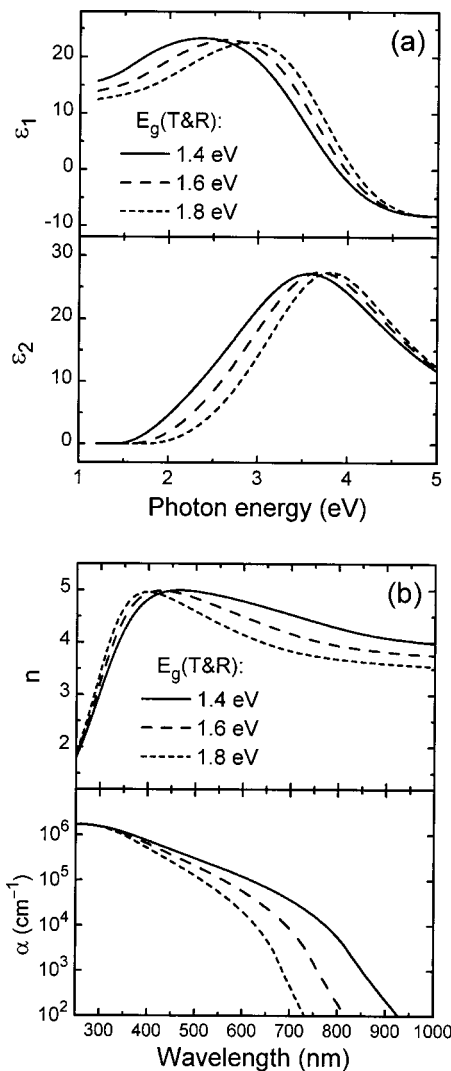 (a)
20
10
0
-10
ε1
Eg(T&R):
1.4 eV
1.6 eV
1.8 eV
30
20
10
0
ε2
1 2 3 4 5
Photon energy (eV)
(b)
5
4
3
2
n
Eg(T&R):
1.4 eV
1.6 eV
1.8 eV
10^6
10^5
10^4
10^3
10^2
α (cm^-1)
300 400 500 600 700 800 900 1000
Wavelength (nm)